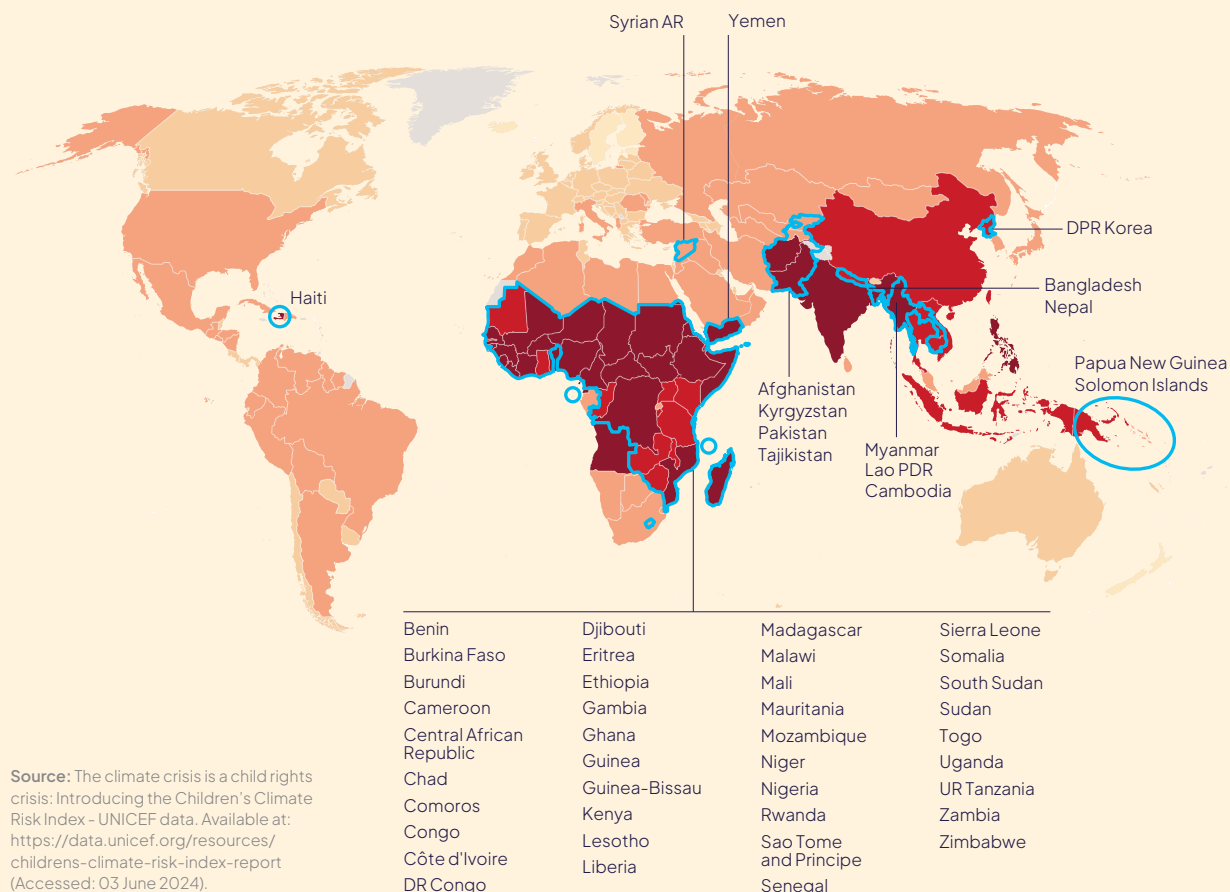 Syrian AR
Yemen
DPR Korea
Haiti
Bangladesh
Nepal
Papua New Guinea
Solomon Islands
Afghanistan
Kyrgyzstan
Pakistan
Tajikistan
Myanmar
Lao PDR
Cambodia
Benin
Burkina Faso
Burundi
Cameroon
Central African
Republic
Chad
Comoros
Congo
Côte d'Ivoire
DR Congo
Djibouti
Eritrea
Ethiopia
Gambia
Ghana
Guinea
Guinea-Bissau
Kenya
Lesotho
Liberia
Madagascar
Malawi
Mali
Mauritania
Mozambique
Niger
Nigeria
Rwanda
Sao Tome
and Principe
Senegal
Sierra Leone
Somalia
South Sudan
Sudan
Togo
Uganda
UR Tanzania
Zambia
Zimbabwe
Source: The climate crisis is a child rights
crisis: Introducing the Children's Climate
Risk Index - UNICEF data. Available at:
https://data.unicef.org/resources/
childrens-climate-risk-index-report
(Accessed: 03 June 2024).